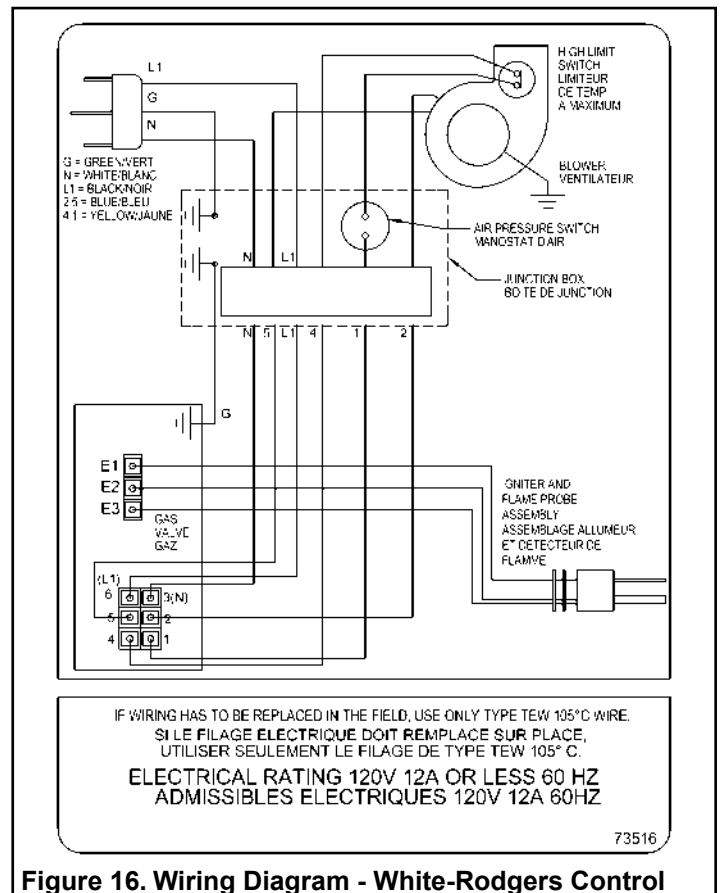 L1
G
N
G = GREEN/VERT
N = WHITE/BLANC
L1 = BLACK/NOIR
2 5 = BLUE/BLEU
4 1 = YELLOW/JAUNE
HIGH LIMIT
SWITCH
LIMITEUR
DE TEMP
A MAXIMUM
BLOWER
VENTILATEUR
AIR PRESSURE SWITCH
MANOSTAT D'AIR
JUNCTION BOX
BOITE DE JUNCTION
N L1
N 5 L1 4 1 2
G
E1
E2
E3
GAS
VALVE
GAZ
IGNITER AND
FLAME PROBE
ASSEMBLY
ASSEMBLAGE ALLUMEUR
ET DETECTEUR DE
FLAMVE
(L1)
6 3(N)
5 2
4 1
IF WIRING HAS TO BE REPLACED IN THE FIELD, USE ONLY TYPE TEW 105°C WIRE.
SI LE FILAGE ELECTRIQUE DOIT REMPLACE SUR PLACE,
UTILISER SEULEMENT LE FILAGE DE TYPE TEW 105° C.
ELECTRICAL RATING 120V 12A OR LESS 60 HZ
ADMISSIBLES ELECTRIQUES 120V 12A 60HZ
73516
Figure 16. Wiring Diagram - White-Rodgers Control